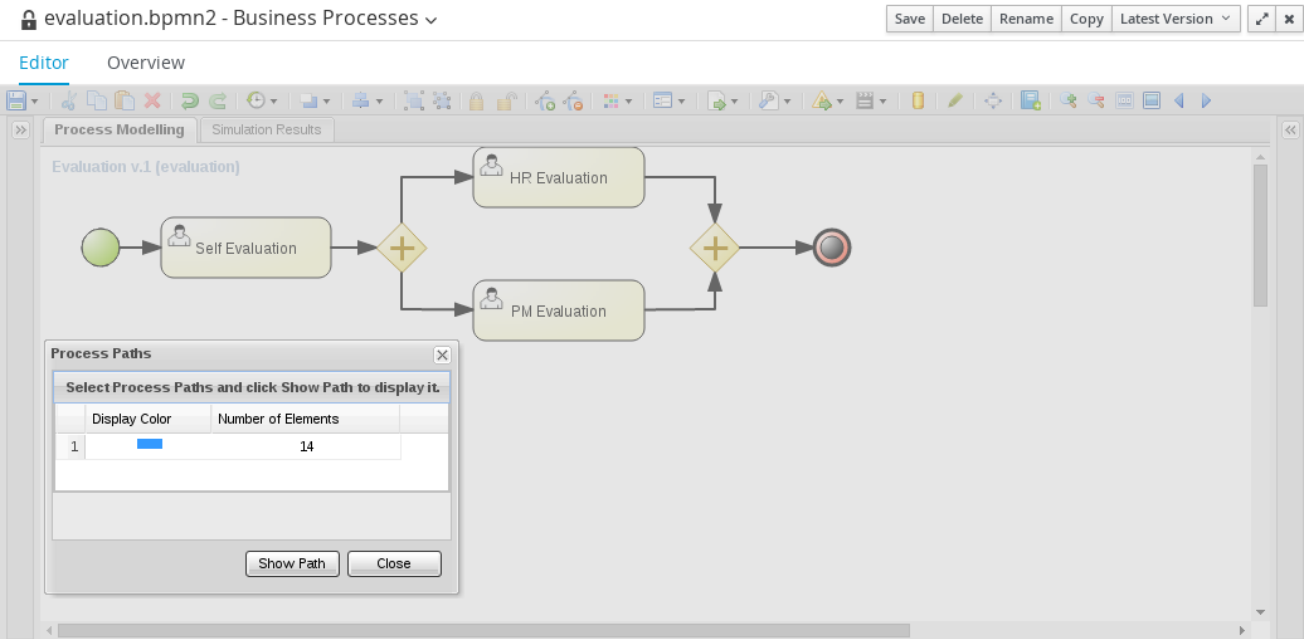 evaluation.bpmn2 - Business Processes
Save Delete Rename Copy Latest Version
Editor Overview
Process Modelling Simulation Results
Evaluation v.1 (evaluation)
HR Evaluation
Self Evaluation
PM Evaluation
Process Paths
Select Process Paths and click Show Path to display it.
Display Color Number of Elements
1 14
Show Path Close